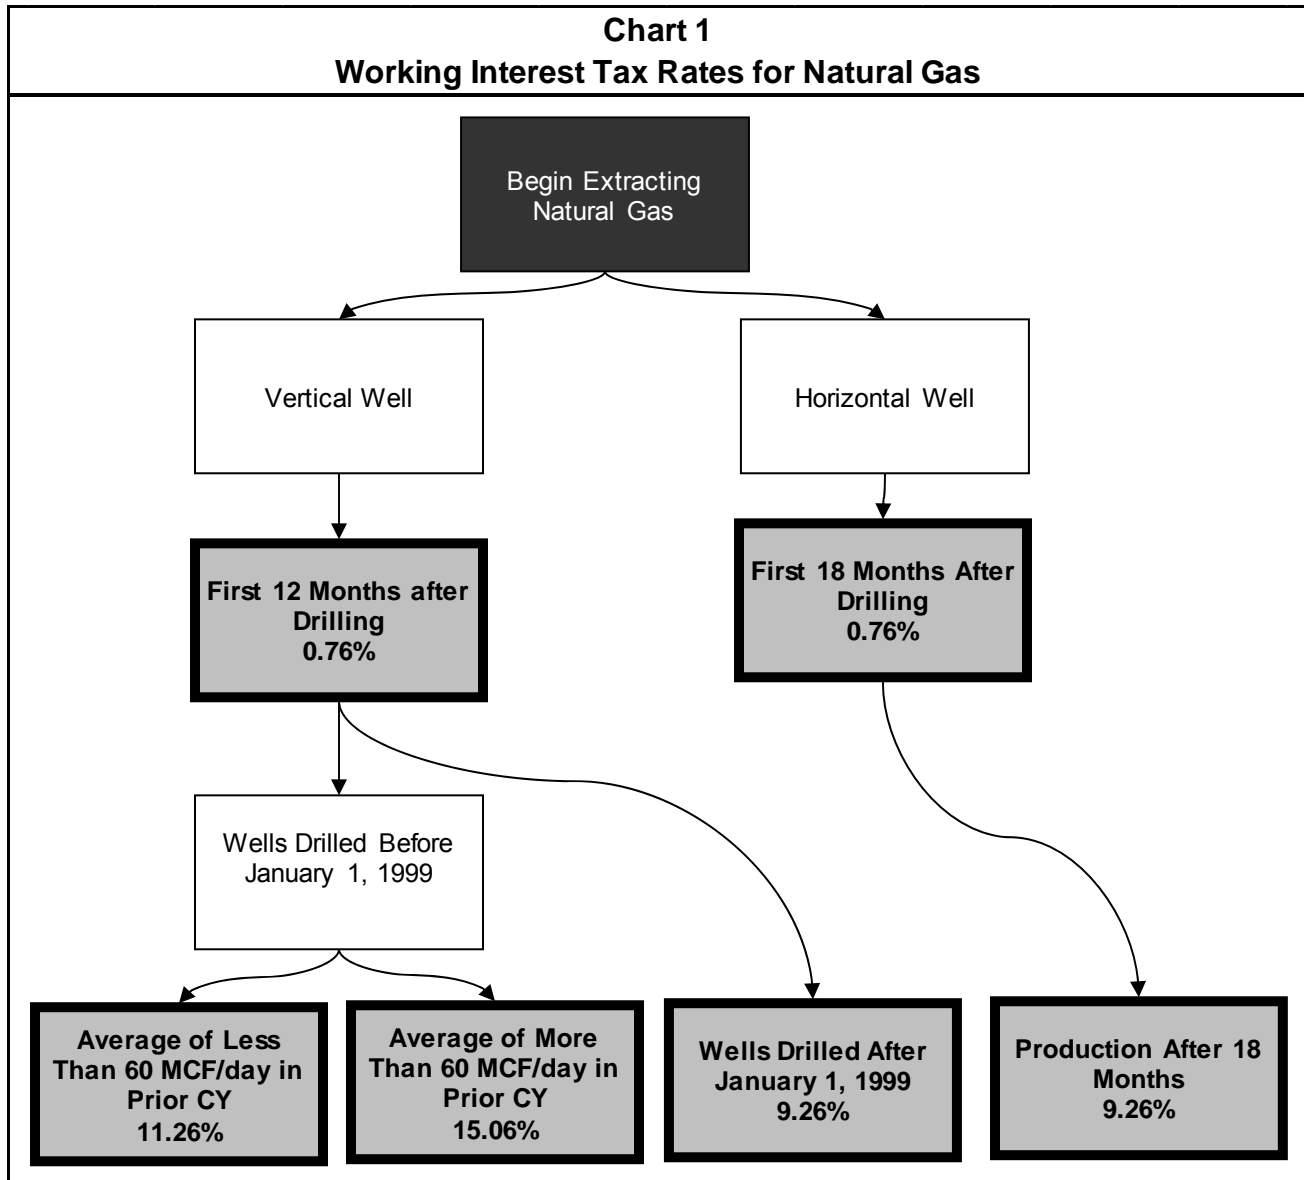 Chart 1
Working Interest Tax Rates for Natural Gas
Begin Extracting
Natural Gas
Vertical Well
Horizontal Well
First 12 Months after
Drilling
0.76%
First 18 Months After
Drilling
0.76%
Wells Drilled Before
January 1, 1999
Average of Less
Than 60 MCF/day in
Prior CY
11.26%
Average of More
Than 60 MCF/day in
Prior CY
15.06%
Wells Drilled After
January 1, 1999
9.26%
Production After 18
Months
9.26%